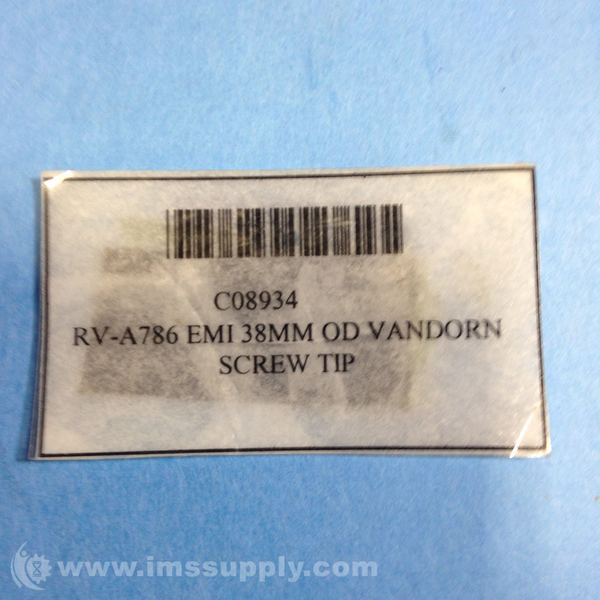 C08934
RV-A786 EMI 38MM OD VANDORN
SCREW TIP
www.imssupply.com